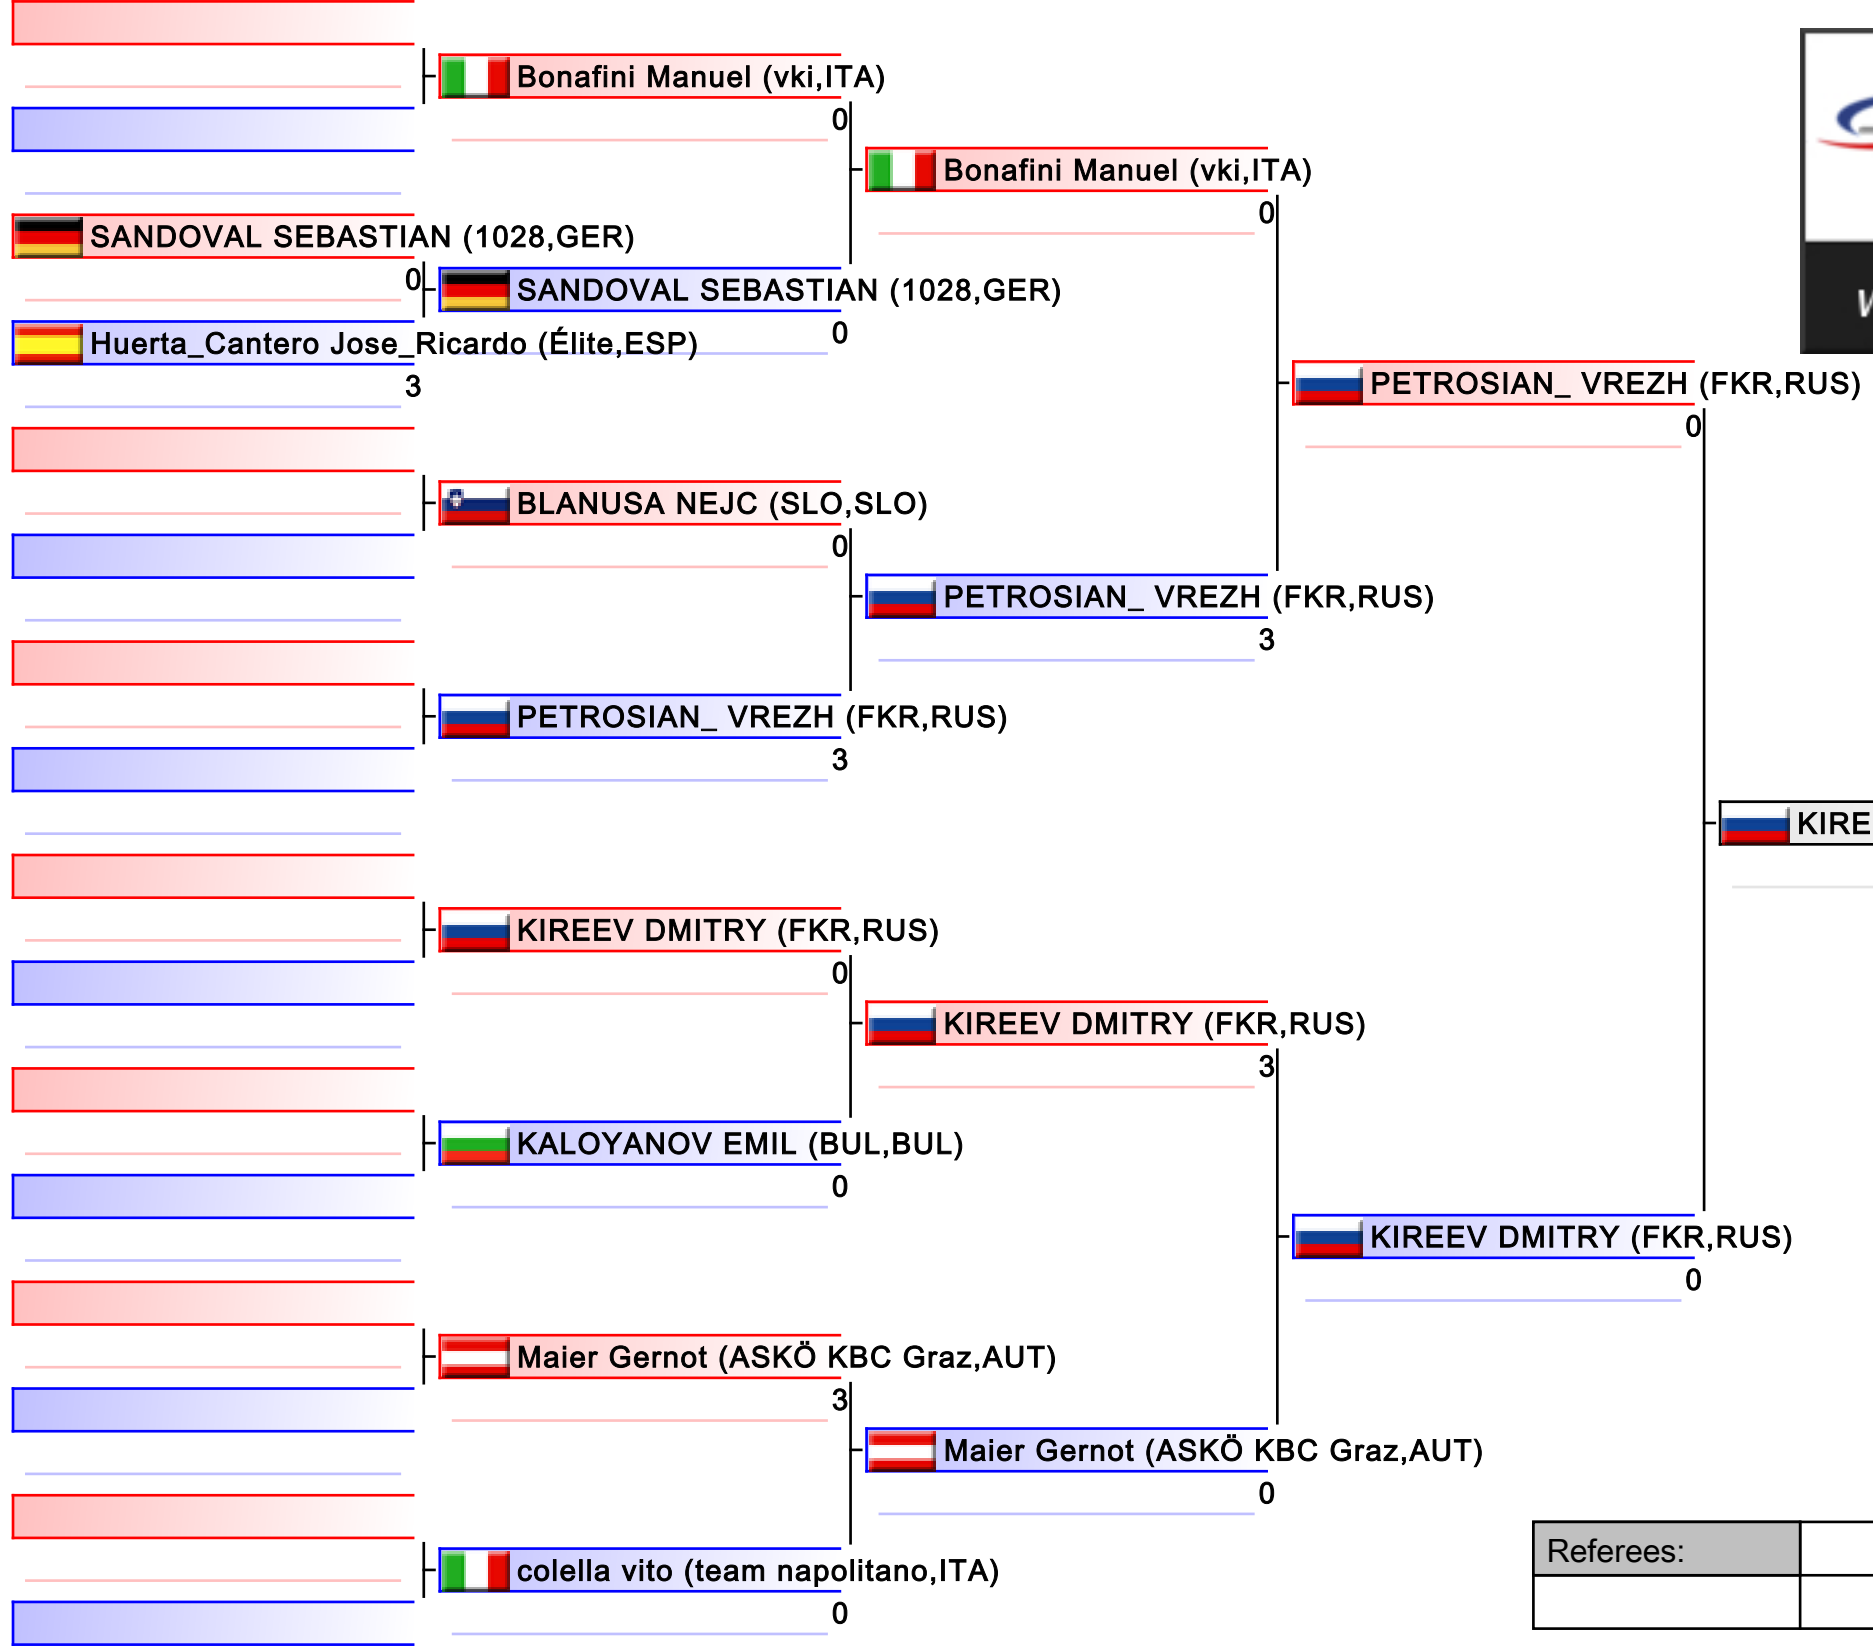 Bonafini Manuel (vki,ITA)
0
Bonafini Manuel (vki,ITA)
0
SANDOVAL SEBASTIAN (1028,GER)
0
SANDOVAL SEBASTIAN (1028,GER)
0
Huerta_Cantero Jose_Ricardo (Élite,ESP)
3
PETROSIAN_ VREZH (FKR,RUS)
0
BLANUSA NEJC (SLO,SLO)
0
PETROSIAN_ VREZH (FKR,RUS)
3
PETROSIAN_ VREZH (FKR,RUS)
3
KIRE
KIREEV DMITRY (FKR,RUS)
0
KIREEV DMITRY (FKR,RUS)
3
KALOYANOV EMIL (BUL,BUL)
0
KIREEV DMITRY (FKR,RUS)
0
Maier Gernot (ASKÖ KBC Graz,AUT)
3
Maier Gernot (ASKÖ KBC Graz,AUT)
0
colella vito (team napolitano,ITA)
0
Referees: